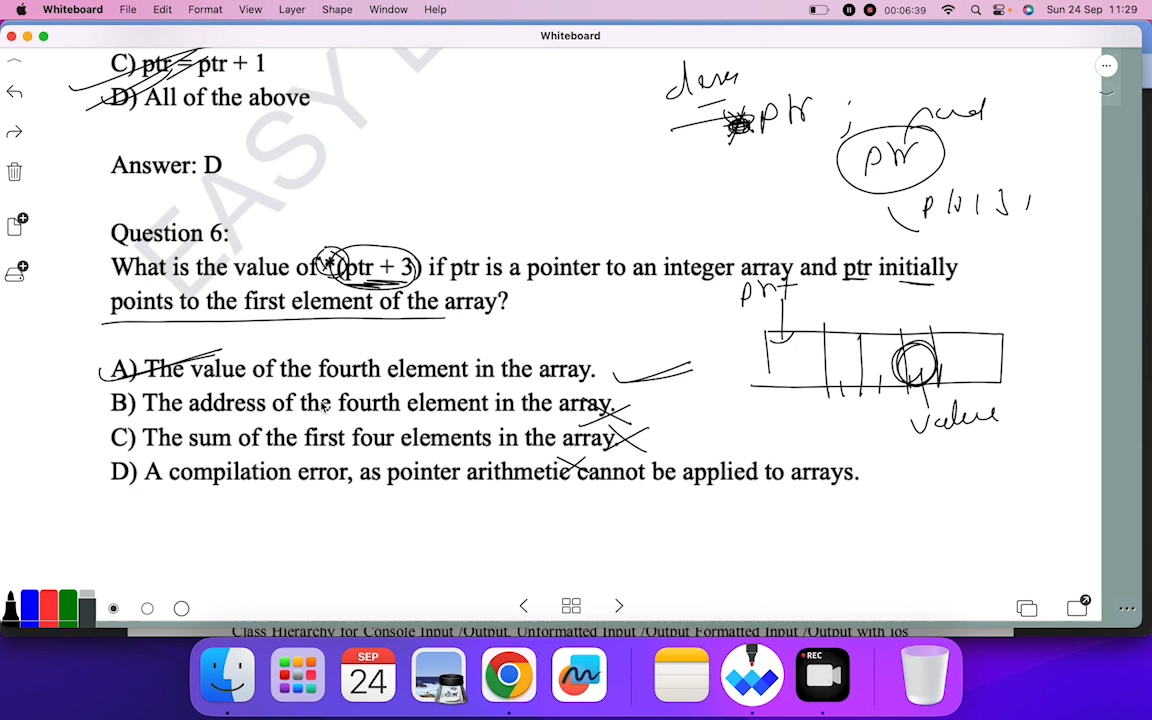 Whiteboard File Edit View Layer Shape Window Help 00:06:39 Sun 24 Sep 11:29
Whiteboard
C) ptr = ptr + 1
D) All of the above
Answer: D
ptr ;
ptr
EASY
Question 6:
What is the value of *(ptr + 3) if ptr is a pointer to an integer array and ptr initially
points to the first element of the array?
A) The value of the fourth element in the array.
B) The address of the fourth element in the array.
C) The sum of the first four elements in the array.
D) A compilation error, as pointer arithmetic cannot be applied to arrays.
value
Class Hierarchy for Console Input /Output, Unformatted Input /Output Formatted Input /Output with ios
SEP
24
REC